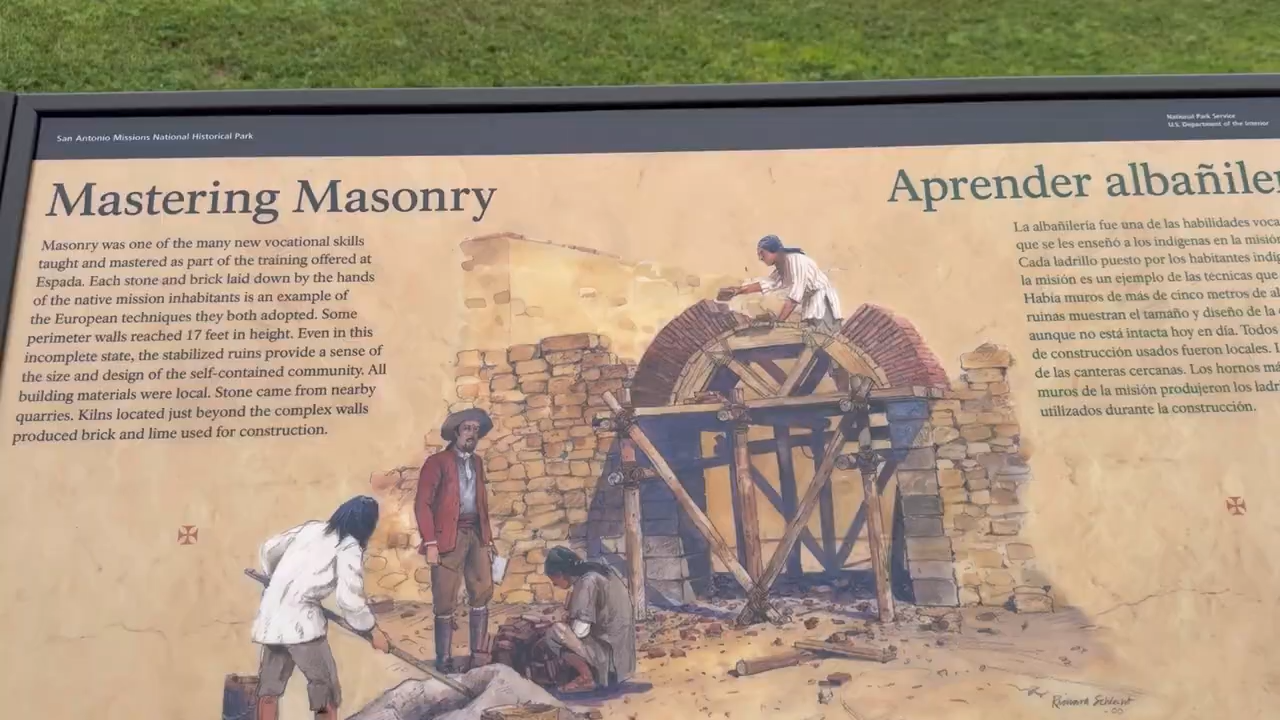 San Antonio Missions National Historical Park
National Park Service
U.S. Department of the Interior
Mastering Masonry
Masonry was one of the many new vocational skills
taught and mastered as part of the training offered at
Espada. Each stone and brick laid down by the hands
of the native mission inhabitants is an example of
the European techniques they both adopted. Some
perimeter walls reached 17 feet in height. Even in this
incomplete state, the stabilized ruins provide a sense of
the size and design of the self-contained community. All
building materials were local. Stone came from nearby
quarries. Kilns located just beyond the complex walls
produced brick and lime used for construction.
Aprender albañiler
La albañilería fue una de las habilidades voca
que se les enseñó a los indígenas en la misió
Cada ladrillo puesto por los habitantes indíg
la misión es un ejemplo de las técnicas que
Había muros de más de cinco metros de al
ruinas muestran el tamaño y diseño de la
aunque no está intacta hoy en día. Todos
de construcción usados fueron locales. L
de las canteras cercanas. Los hornos má
muros de la misión produjeron los ladr
utilizados durante la construcción.